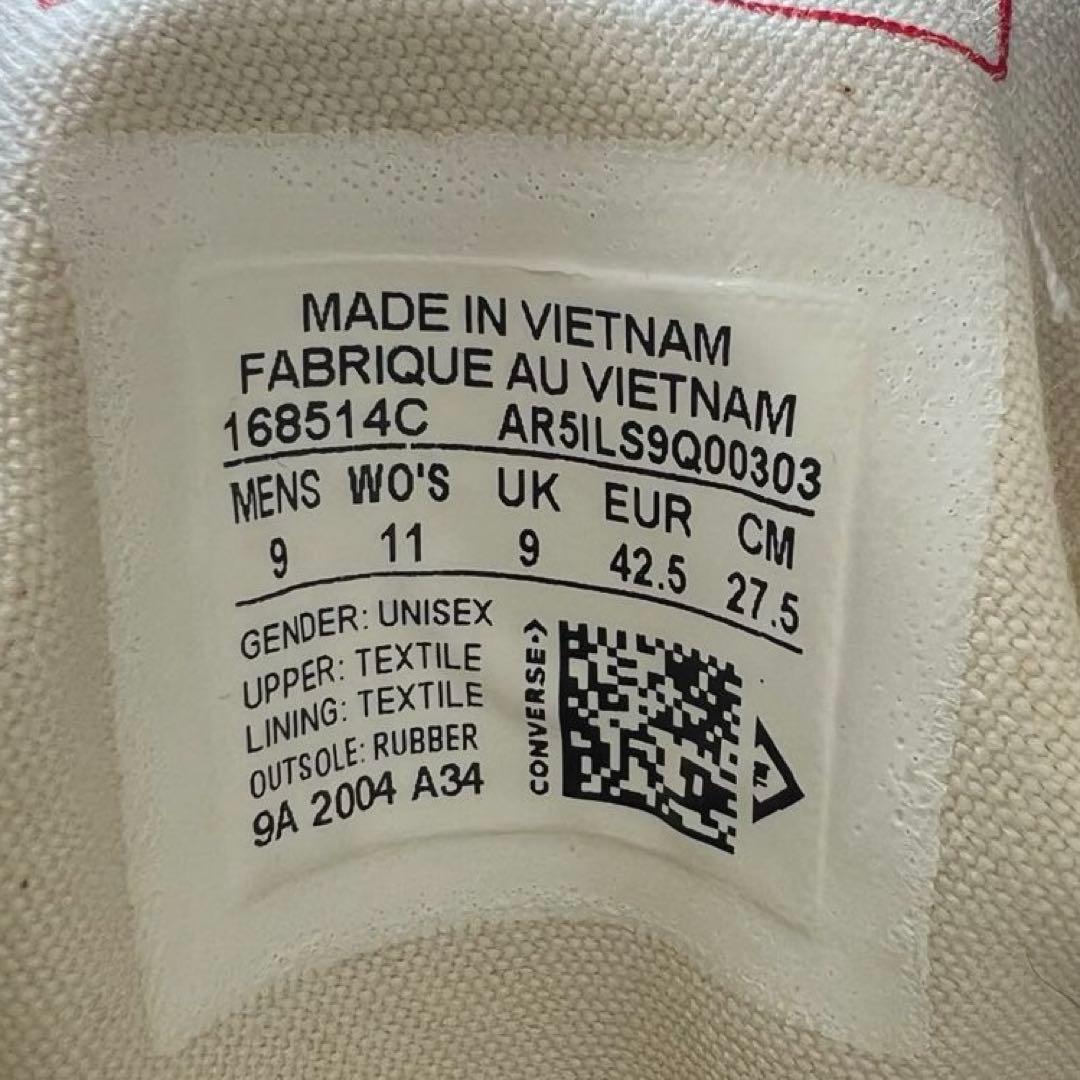 MADE IN VIETNAM
FABRIQUE AU VIETNAM
168514C AR5ILS9Q00303
MENS WO'S UK EUR CM
9 11 9 42.5 27.5
GENDER: UNISEX
UPPER: TEXTILE
LINING: TEXTILE
OUTSOLE: RUBBER
9A 2004 A34
CONVERSE